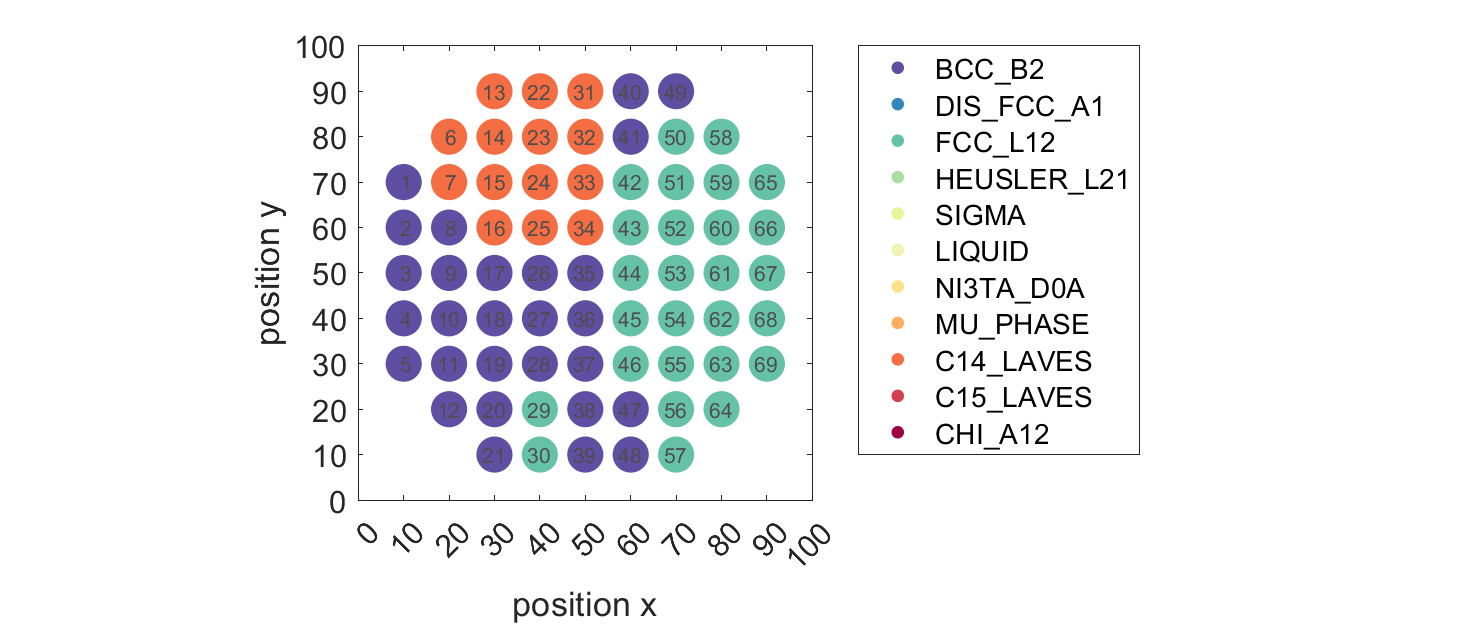 100
90 13 22 31 40 49
80 6 14 23 32 41 50 58
70 1 7 15 24 33 42 51 59 65
60 2 8 16 25 34 43 52 60 66
50 3 9 17 26 35 44 53 61 67
40 4 10 18 27 36 45 54 62 68
30 5 11 19 28 37 46 55 63 69
20 12 20 29 38 47 56 64
10 21 30 39 48 57
0
0 10 20 30 40 50 60 70 80 90 100
position x
position y
BCC_B2
DIS_FCC_A1
FCC_L12
HEUSLER_L21
SIGMA
LIQUID
NI3TA_D0A
MU_PHASE
C14_LAVES
C15_LAVES
CHI_A12